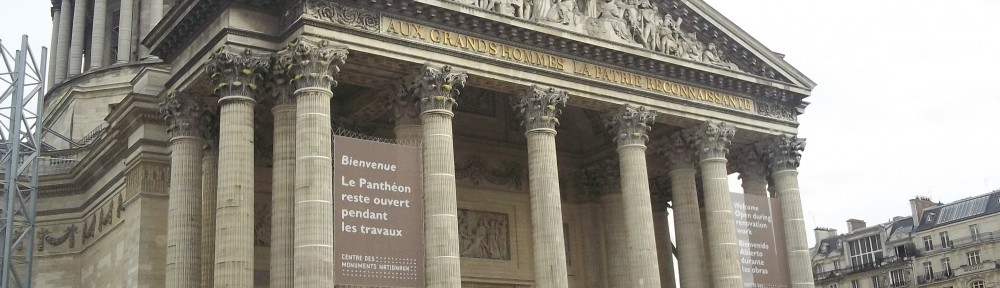 AUX GRANDS HOMMES LA PATRIE RECONNAISSANTE
Bienvenue
Le Panthéon
reste ouvert
pendant
les travaux
CENTRE DES
MONUMENTS NATIONAUX
Welcome
Open during
renovation
work
Bienvenido
Abierto
durante
las obras